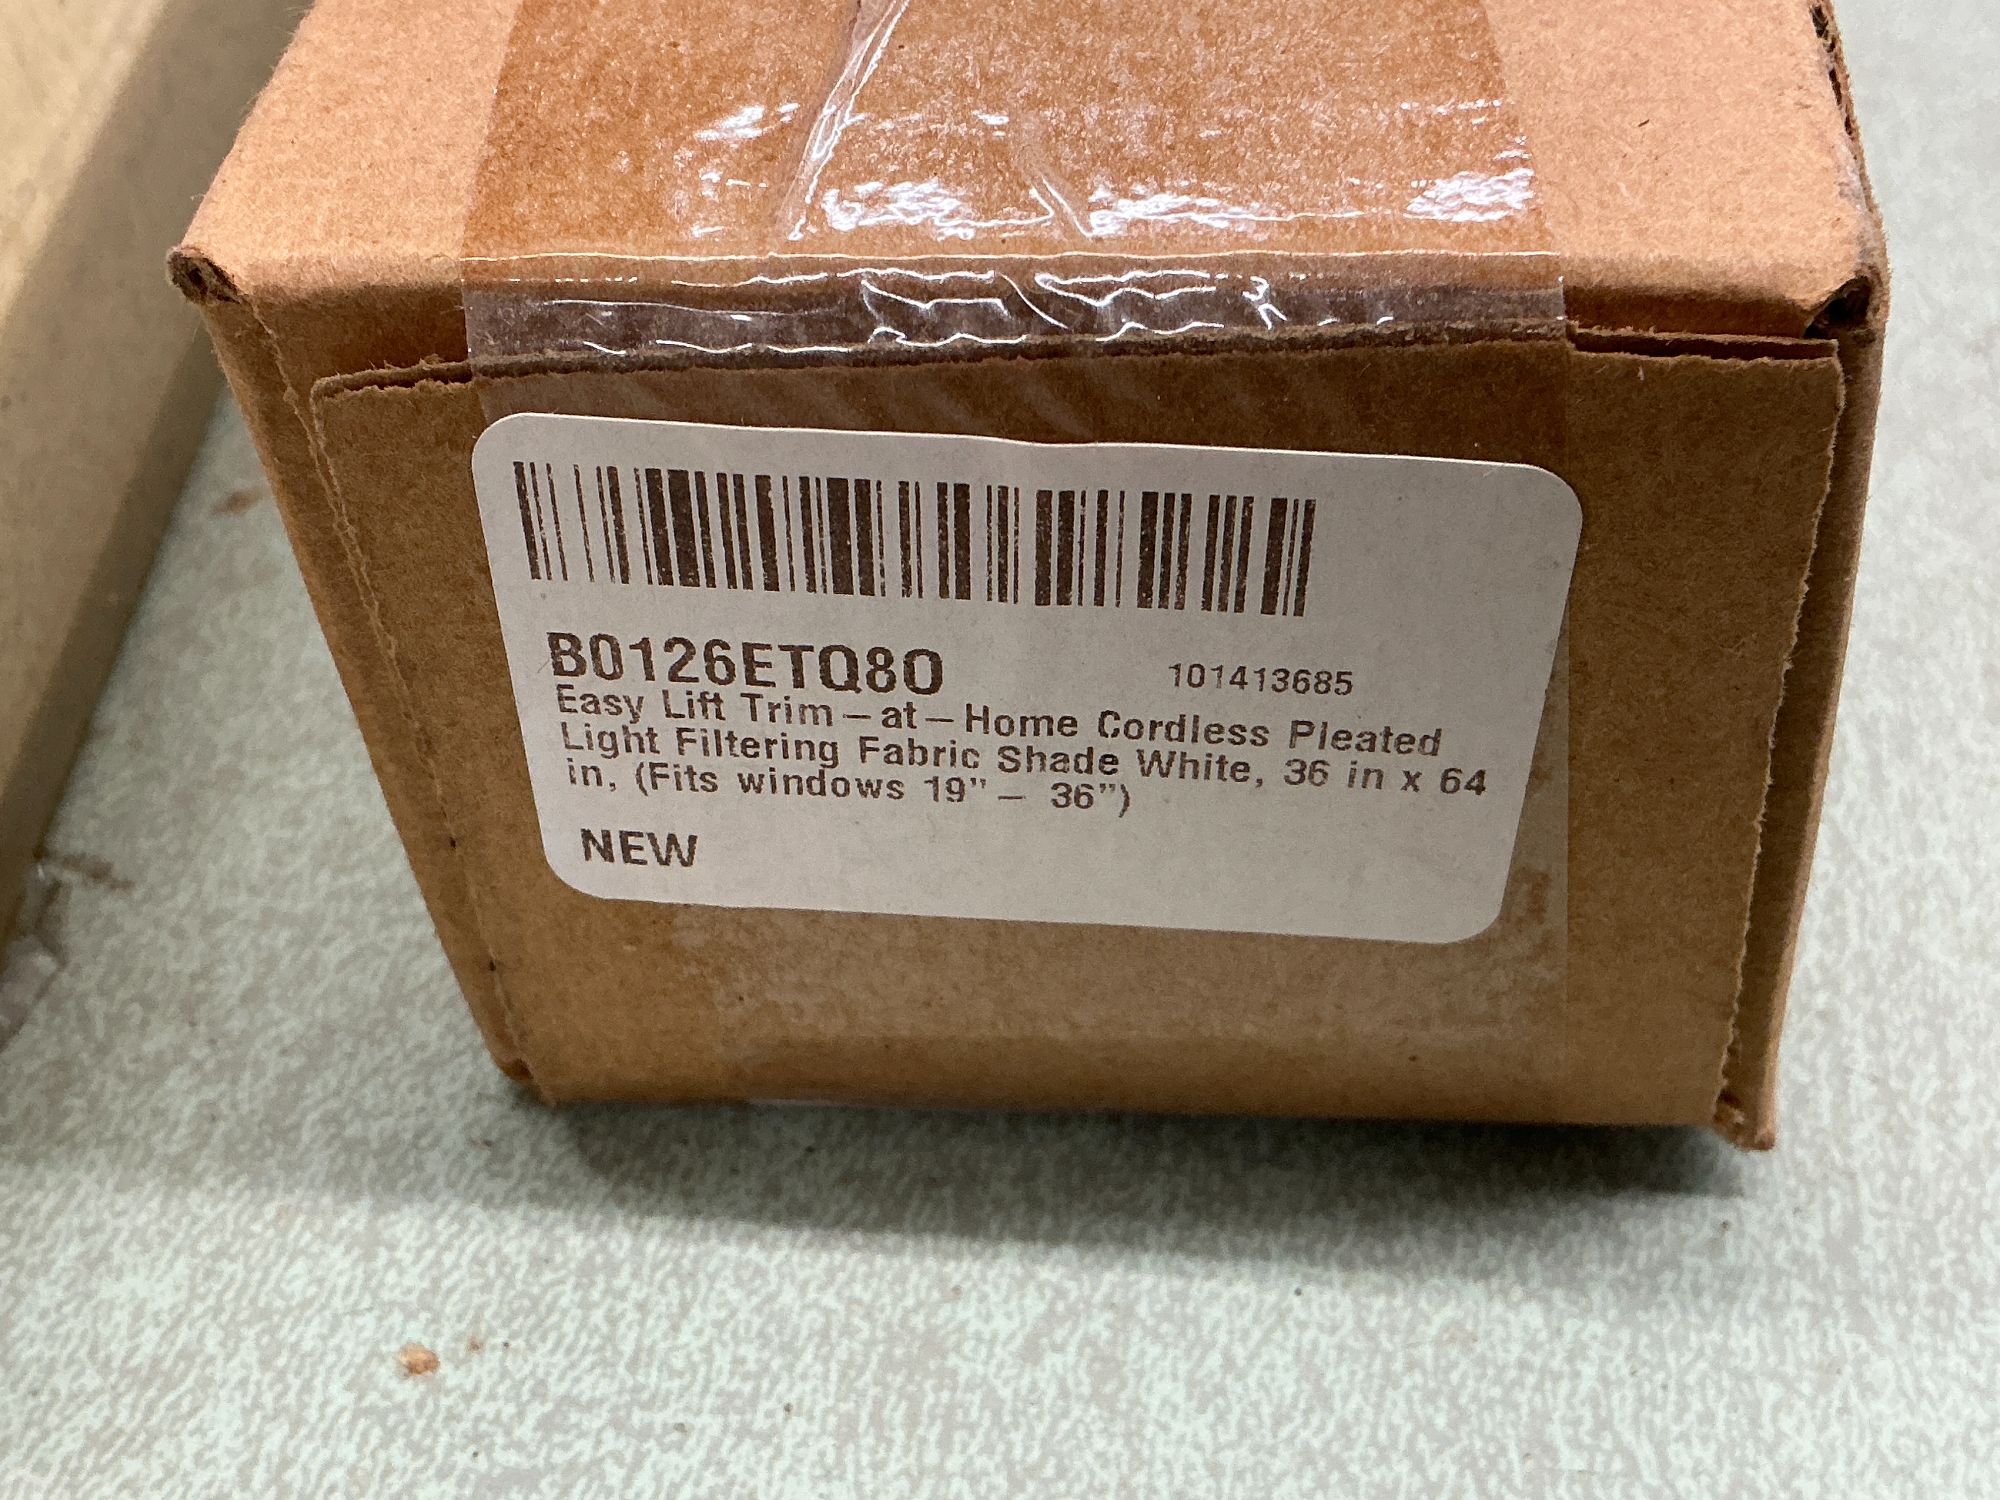 B0126ETQ8O 101413685
Easy Lift Trim-at-Home Cordless Pleated
Light Filtering Fabric Shade White, 36 in x 64
in, (Fits windows 19"- 36")
NEW